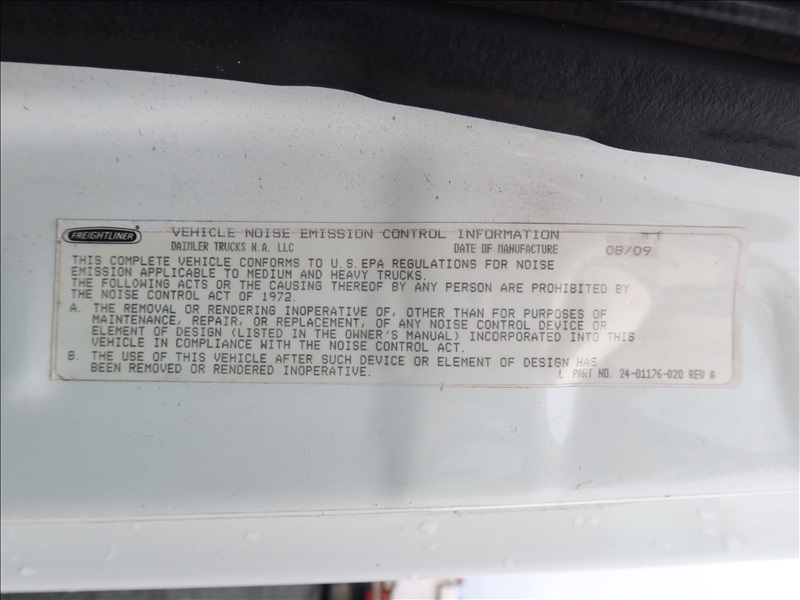 FREIGHTLINER ® VEHICLE NOISE EMISSION CONTROL INFORMATION
DAIMLER TRUCKS N.A. LLC DATE OF MANUFACTURE 08/09
THIS COMPLETE VEHICLE CONFORMS TO U.S.EPA REGULATIONS FOR NOISE
EMISSION APPLICABLE TO MEDIUM AND HEAVY TRUCKS.
THE FOLLOWING ACTS OR THE CAUSING THEREOF BY ANY PERSON ARE PROHIBITED BY
THE NOISE CONTROL ACT OF 1972.
A. THE REMOVAL OR RENDERING INOPERATIVE OF, OTHER THAN FOR PURPOSES OF
MAINTENANCE, REPAIR, OR REPLACEMENT, OF ANY NOISE CONTROL DEVICE OR
ELEMENT OF DESIGN (LISTED IN THE OWNER'S MANUAL) INCORPORATED INTO THIS
VEHICLE IN COMPLIANCE WITH THE NOISE CONTROL ACT.
B. THE USE OF THIS VEHICLE AFTER SUCH DEVICE OR ELEMENT OF DESIGN HAS
BEEN REMOVED OR RENDERED INOPERATIVE.
L PART NO. 24-01176-020 REV A